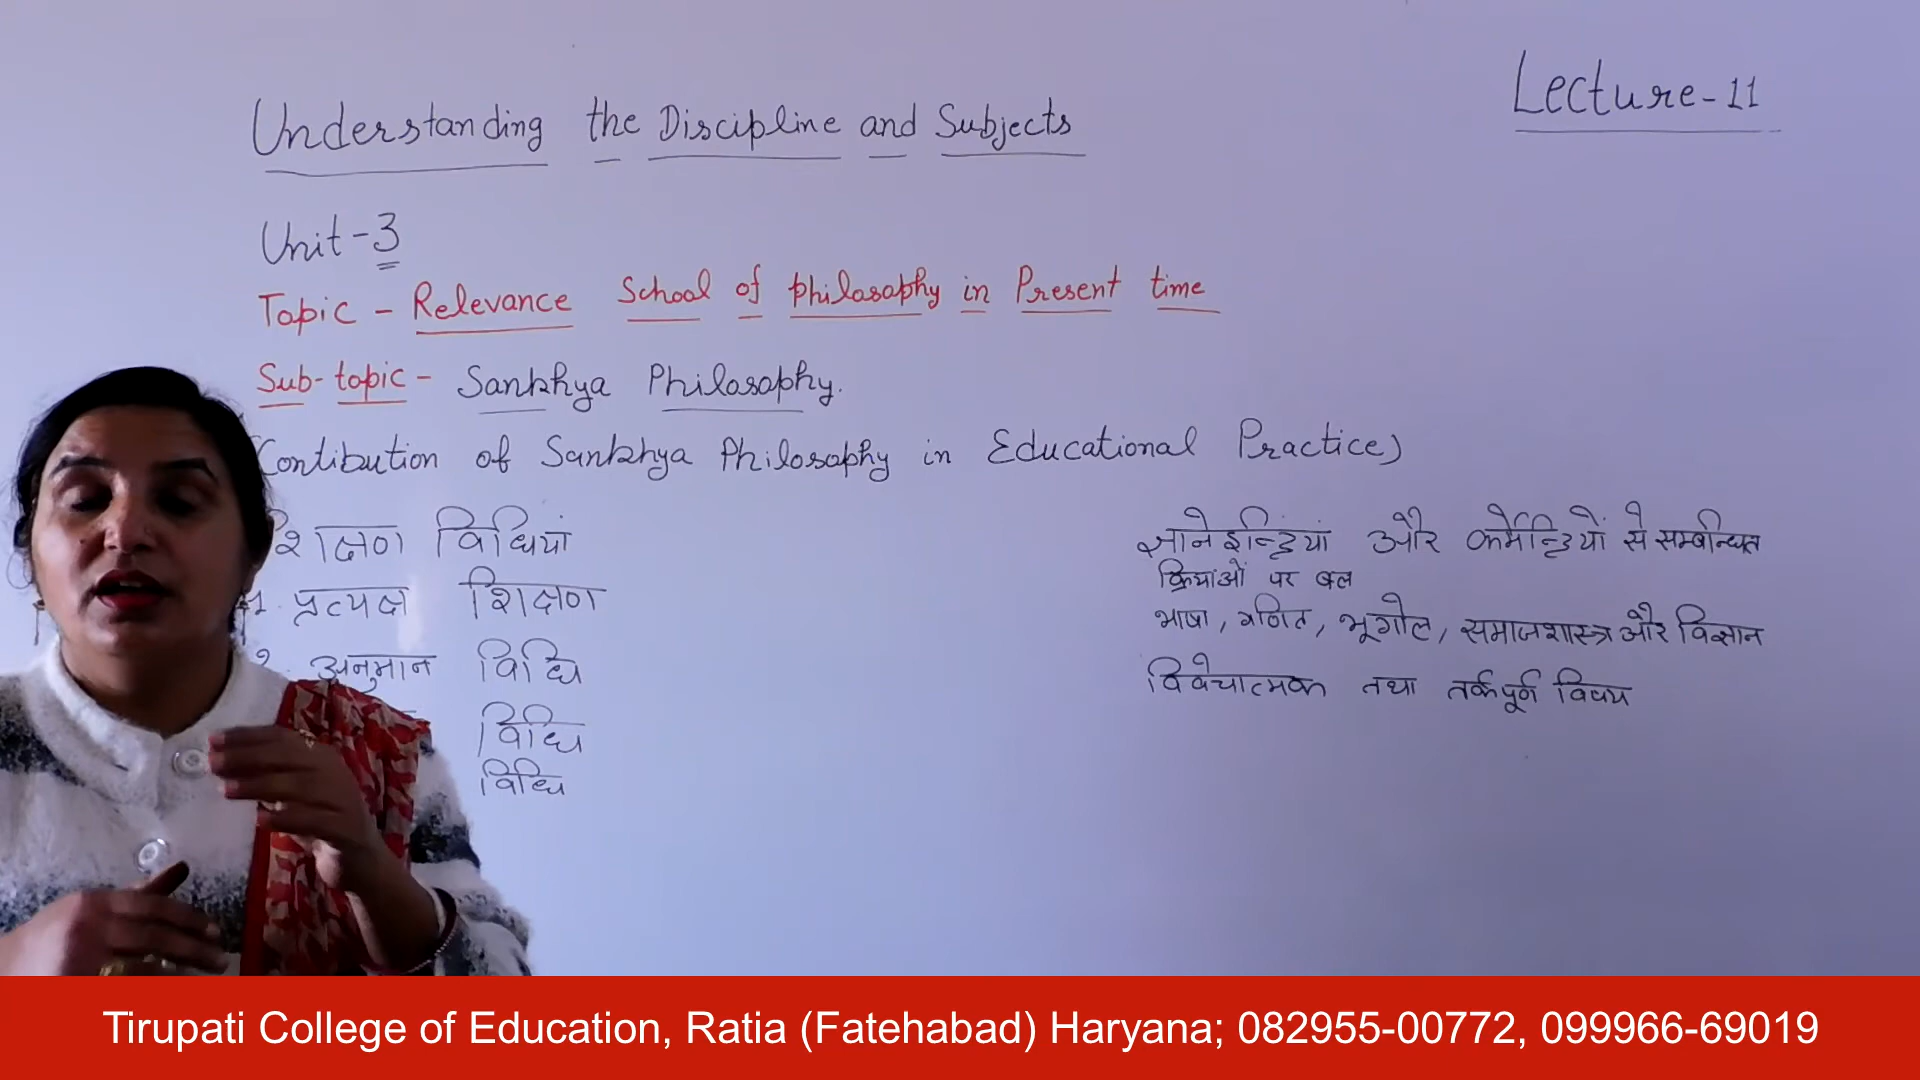 Lecture-11
Understanding the Discipline and Subjects
Unit-3
Topic - Relevance School of philosophy in Present time
Sub-topic - Sankhya Philosophy.
Contibution of Sankhya Philosophy in Educational Practice)
शिक्षण विधियां
1. प्रत्यक्ष शिक्षण
2. अनुमान विधि
विधि
विधि
ज्ञानेइन्द्रियां और कर्मेन्द्रियों से सम्बन्धित
क्रियाओं पर बल
भाषा, गणित, भूगोल, समाजशास्त्र और विज्ञान
विवेचात्मक तथा तर्कपूर्ण विषय
Tirupati College of Education, Ratia (Fatehabad) Haryana; 082955-00772, 099966-69019